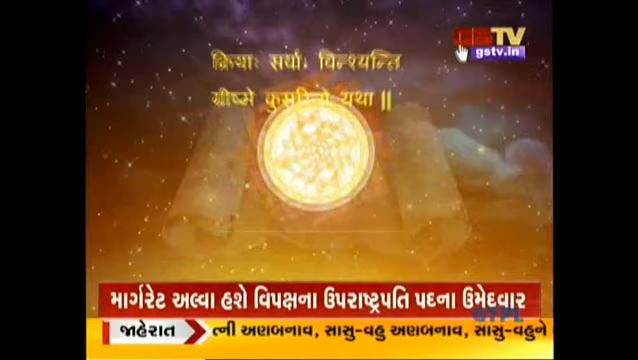 GSTV
gstv.in
क्रियाः सर्वा विनश्यन्ति
ग्रीष्मे कुसरितो यथा ||
માર્ગરેટ અલ્વા હશે વિપક્ષના ઉપરાષ્ટ્રપતિ પદના ઉમેદવાર
GTPL
જાહેરાત
ત્ની અણબનાવ, સાસુ-વહુ અણબનાવ, સાસુ-વહુને